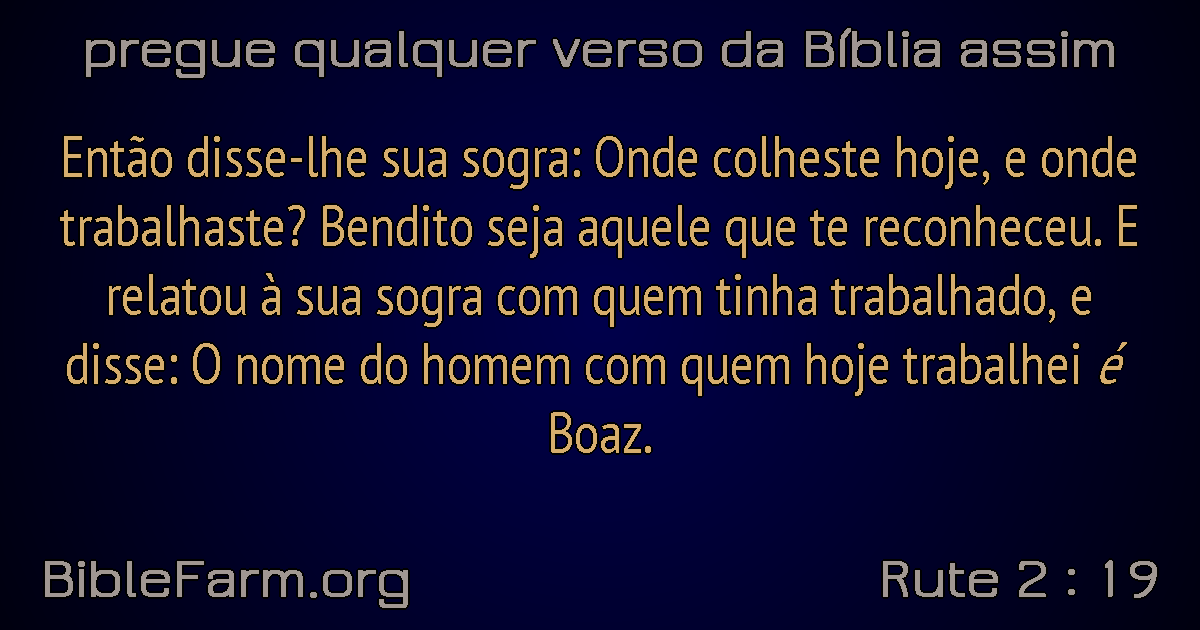 pregue qualquer verso da Bíblia assim
Então disse-lhe sua sogra: Onde colheste hoje, e onde
trabalhaste? Bendito seja aquele que te reconheceu. E
relatou à sua sogra com quem tinha trabalhado, e
disse: O nome do homem com quem hoje trabalhei é
Boaz.
BibleFarm.org
Rute 2 : 19